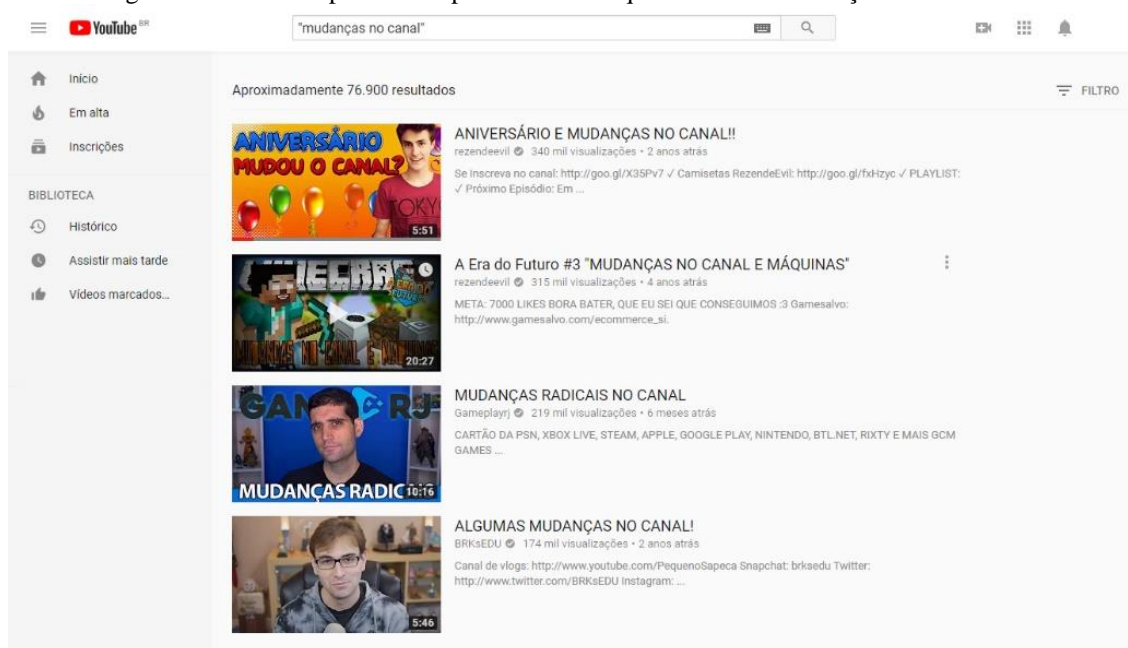 YouTube BR
"mudanças no canal"
Início
Em alta
Inscrições
BIBLIOTECA
Histórico
Assistir mais tarde
Vídeos marcados...
Aproximadamente 76.900 resultados
FILTRO
ANIVERSÁRIO
MUDOU O CANAL?
TOKY
5:51
ANIVERSÁRIO E MUDANÇAS NO CANAL!!
rezendeevil 340 mil visualizações • 2 anos atrás
Se Inscreva no canal: http://goo.gl/X35Pv7 ✓ Camisetas RezendeEvil: http://goo.gl/fxHzyc ✓ PLAYLIST:
✓ Próximo Episódio: Em ...
20:27
A Era do Futuro #3 "MUDANÇAS NO CANAL E MÁQUINAS"
rezendeevil 315 mil visualizações • 4 anos atrás
META: 7000 LIKES BORA BATER, QUE EU SEI QUE CONSEGUIMOS :3 Gamesalvo:
http://www.gamesalvo.com/ecommerce_si.
MUDANÇAS RADIC
10:16
MUDANÇAS RADICAIS NO CANAL
Gameplayrj 219 mil visualizações • 6 meses atrás
CARTÃO DA PSN, XBOX LIVE, STEAM, APPLE, GOOGLE PLAY, NINTENDO, BTL.NET, RIXTY E MAIS GCM
GAMES ...
5:46
ALGUMAS MUDANÇAS NO CANAL!
BRKsEDU 174 mil visualizações • 2 anos atrás
Canal de vlogs: http://www.youtube.com/PequenoSapeca Snapchat: brksedu Twitter:
http://www.twitter.com/BRKsEDU Instagram: ...